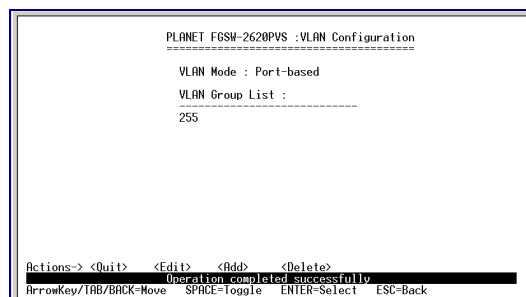 PLANET FGSW-2620PVS :VLAN Configuration
=======================================
VLAN Mode : Port-based
VLAN Group List :
----------------------------
255
Actions-> <Quit> <Edit> <Add> <Delete>
Operation completed successfully
ArrowKey/TAB/BACK=Move SPACE=Toggle ENTER=Select ESC=Back